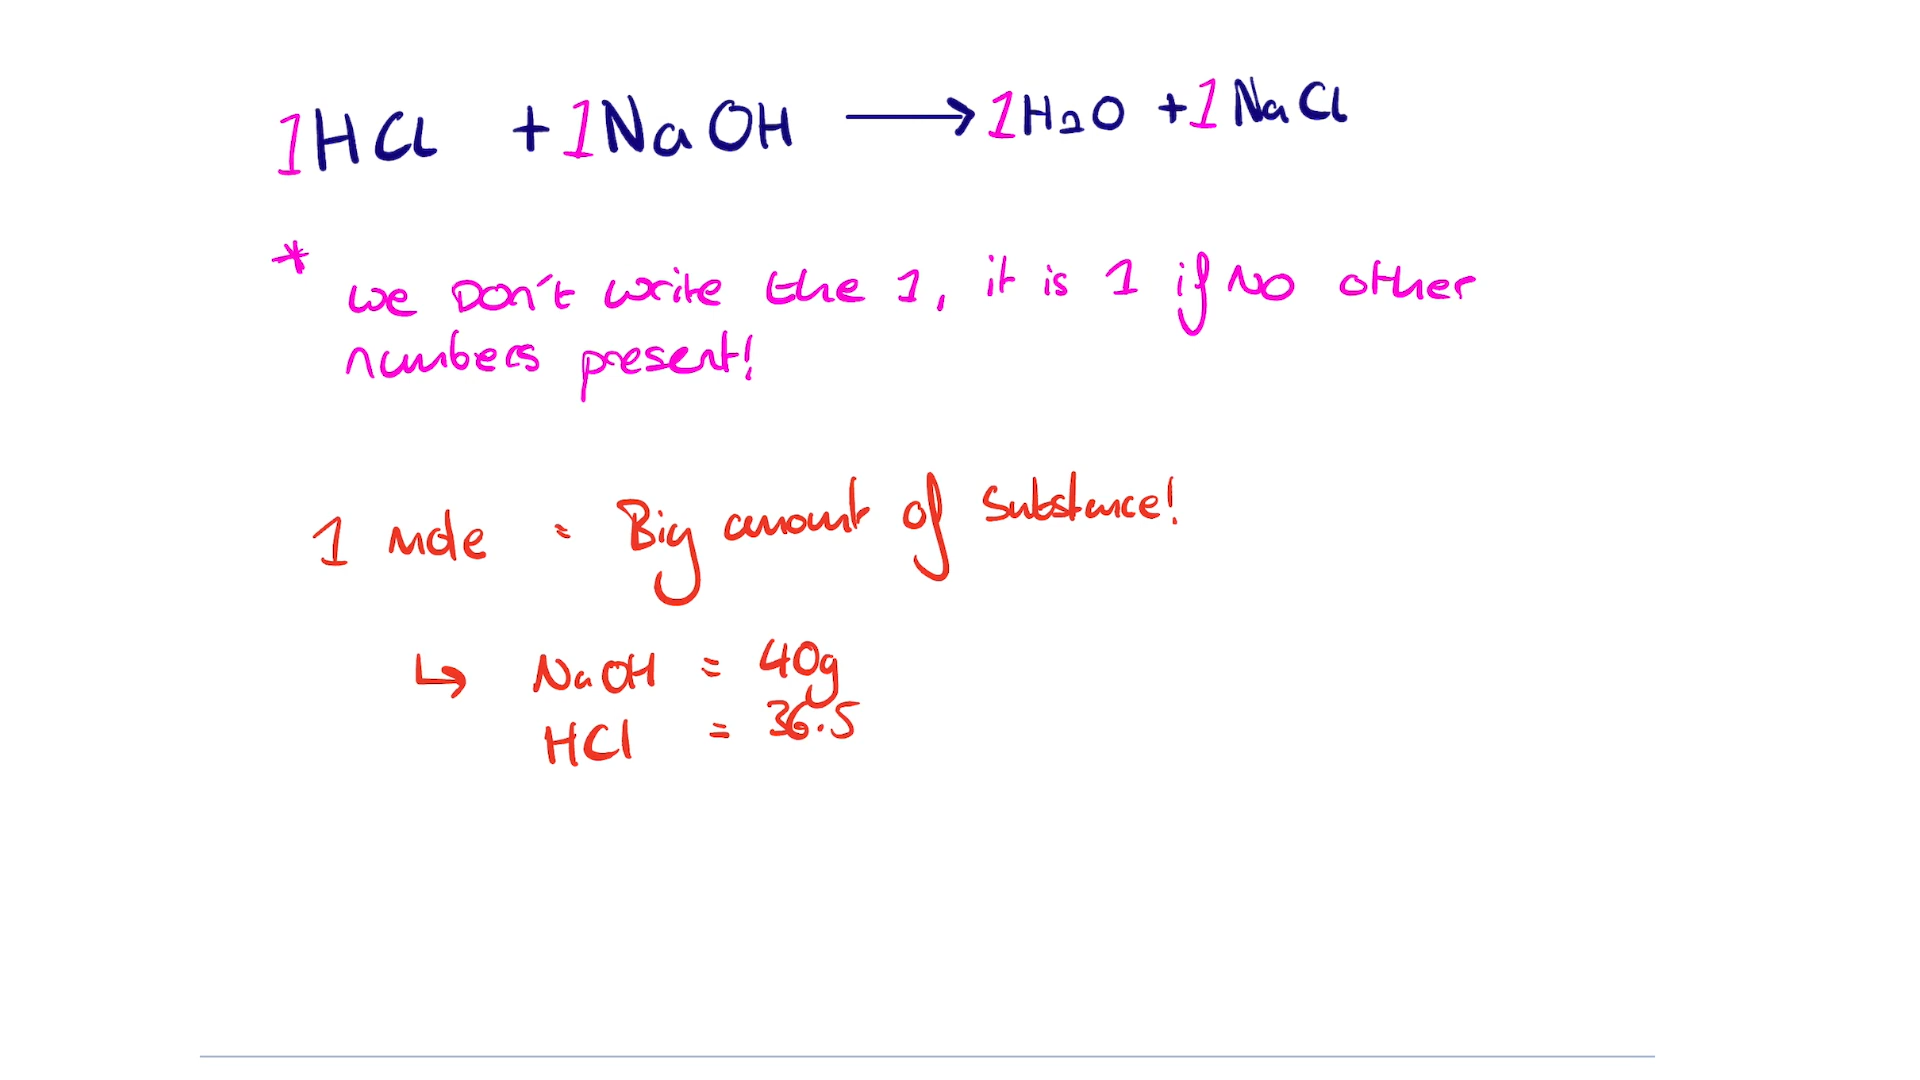 1HCl + 1NaOH → 1H2O + 1NaCl
* we Don't write the 1, it is 1 if No other
numbers present!
1 mole = Big amount of substance!
↳ NaOH = 40g
HCl = 36.5